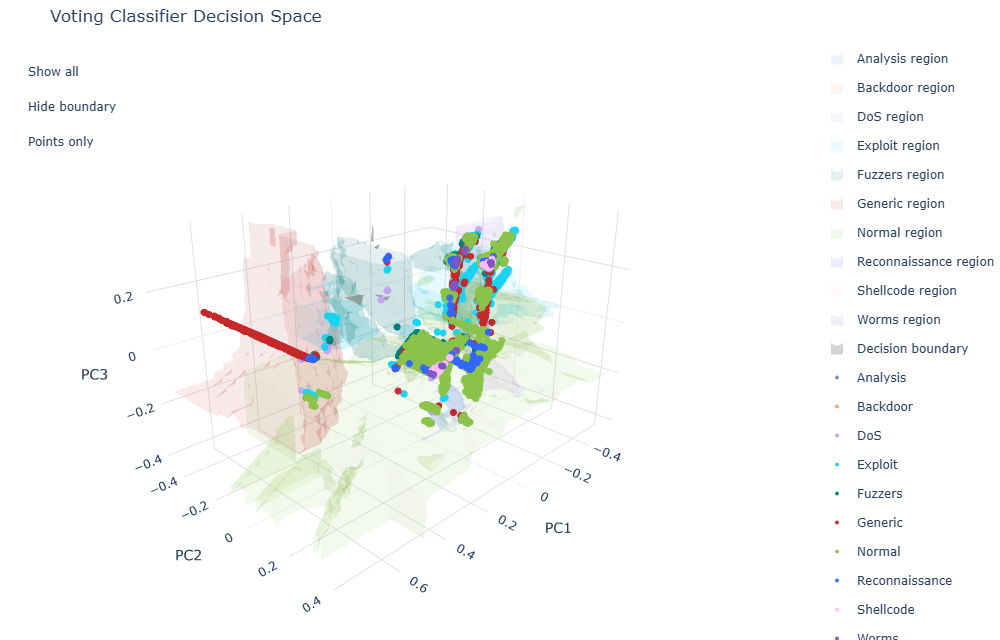 Voting Classifier Decision Space
Show all
Hide boundary
Points only
Analysis region
Backdoor region
DoS region
Exploit region
Fuzzers region
Generic region
Normal region
Reconnaissance region
Shellcode region
Worms region
Decision boundary
Analysis
Backdoor
DoS
Exploit
Fuzzers
Generic
Normal
Reconnaissance
Shellcode
Worms
0.2
0
PC3
−0.2
−0.4
−0.4
−0.2
0
PC2
0.2
0.4
−0.4
−0.2
0
0.2
PC1
0.4
0.6